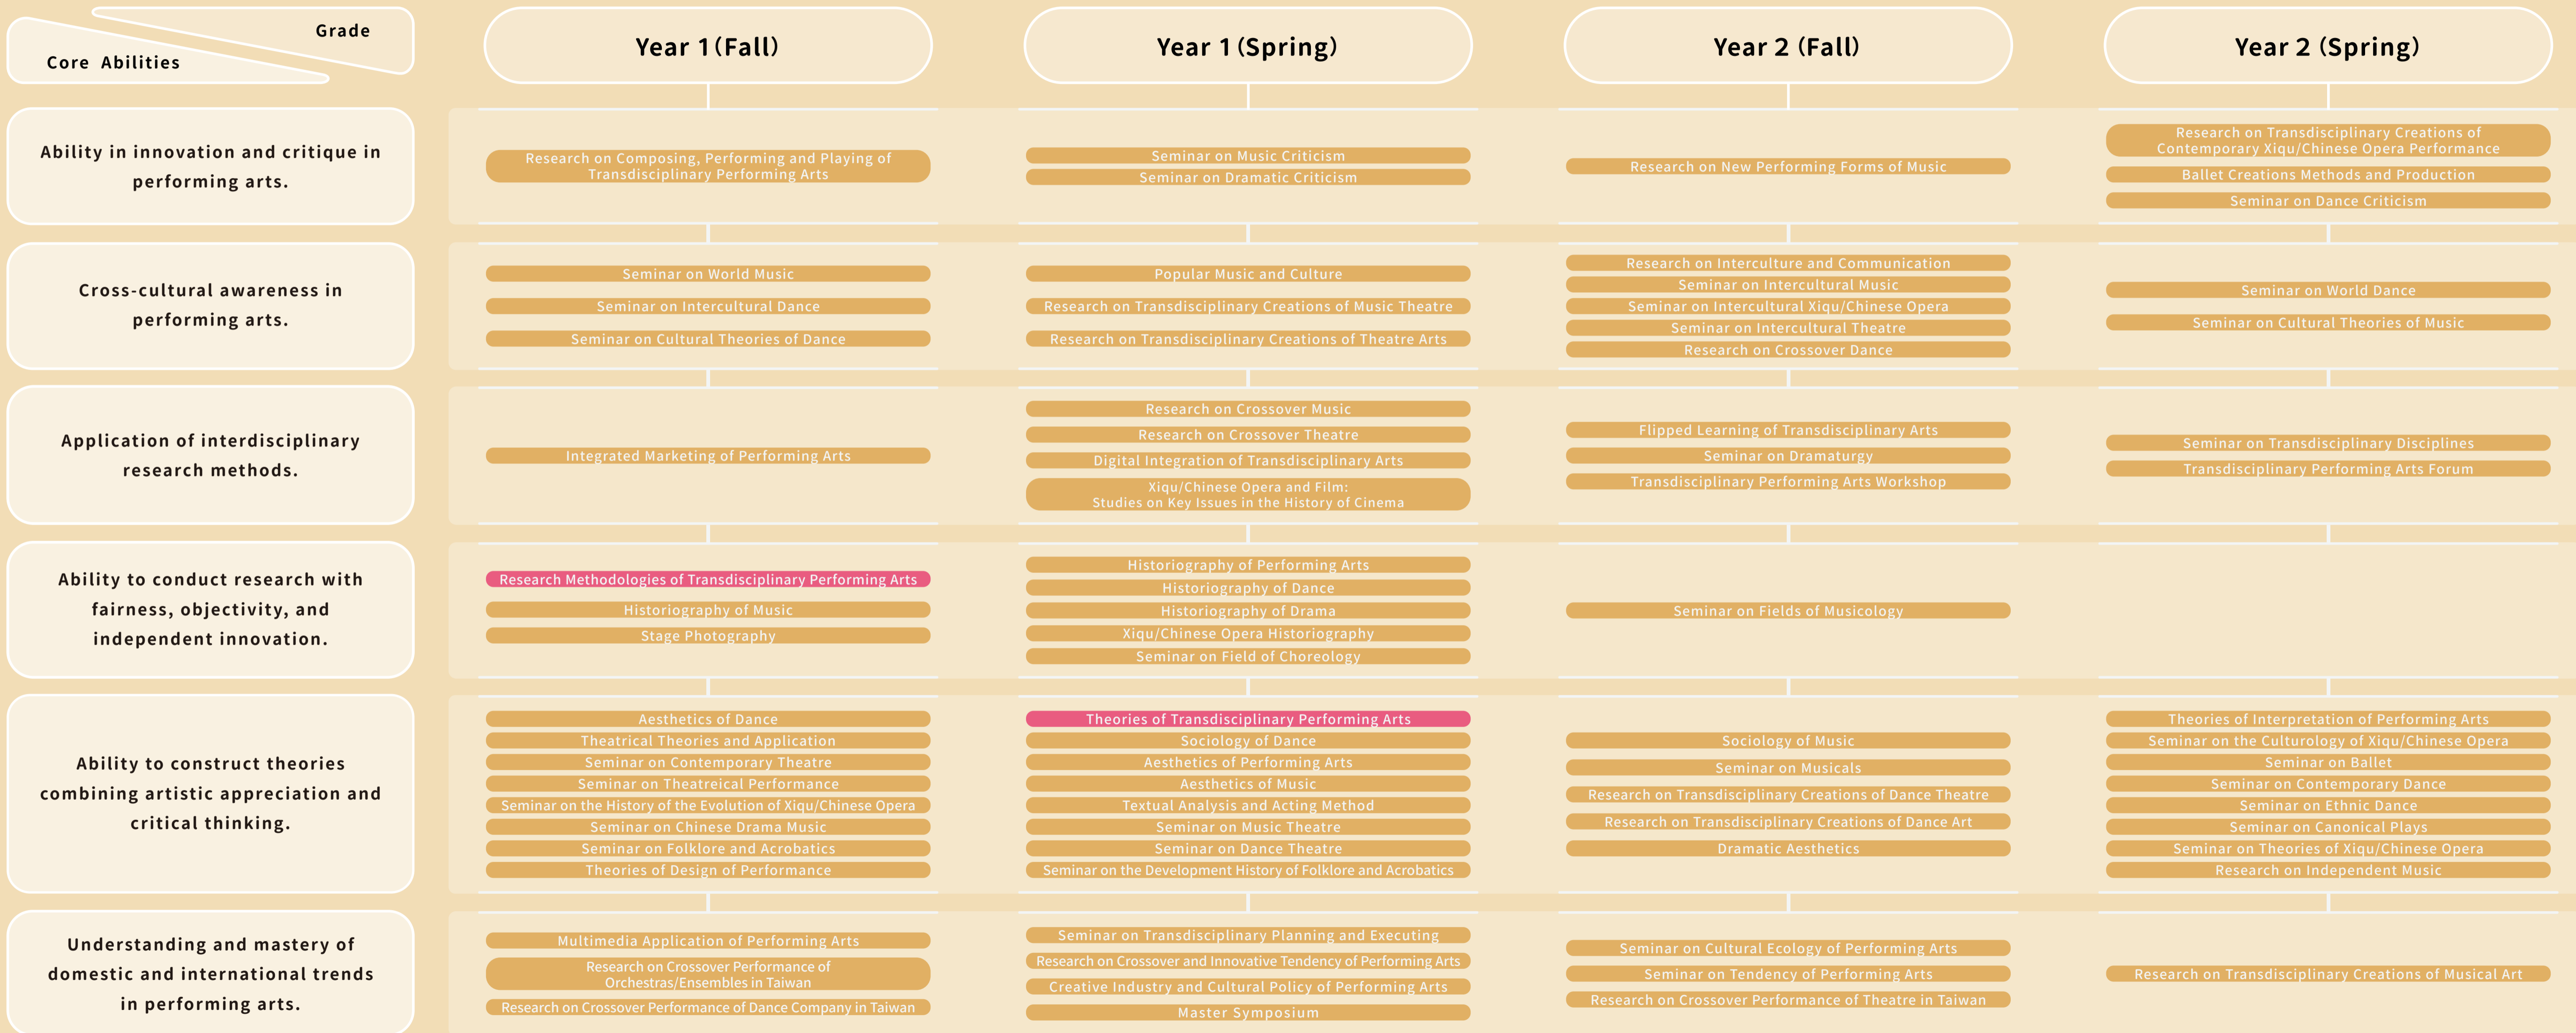 Grade
Core Abilities
Year 1 (Fall)
Year 1 (Spring)
Year 2 (Fall)
Year 2 (Spring)
Ability in innovation and critique in
performing arts.
Research on Composing, Performing and Playing of
Transdisciplinary Performing Arts
Seminar on Music Criticism
Seminar on Dramatic Criticism
Research on New Performing Forms of Music
Research on Transdisciplinary Creations of
Contemporary Xiqu/Chinese Opera Performance
Ballet Creations Methods and Production
Seminar on Dance Criticism
Cross-cultural awareness in
performing arts.
Seminar on World Music
Seminar on Intercultural Dance
Seminar on Cultural Theories of Dance
Popular Music and Culture
Research on Transdisciplinary Creations of Music Theatre
Research on Transdisciplinary Creations of Theatre Arts
Research on Interculture and Communication
Seminar on Intercultural Music
Seminar on Intercultural Xiqu/Chinese Opera
Seminar on Intercultural Theatre
Research on Crossover Dance
Seminar on World Dance
Seminar on Cultural Theories of Music
Application of interdisciplinary
research methods.
Integrated Marketing of Performing Arts
Research on Crossover Music
Research on Crossover Theatre
Digital Integration of Transdisciplinary Arts
Xiqu/Chinese Opera and Film:
Studies on Key Issues in the History of Cinema
Flipped Learning of Transdisciplinary Arts
Seminar on Dramaturgy
Transdisciplinary Performing Arts Workshop
Seminar on Transdisciplinary Disciplines
Transdisciplinary Performing Arts Forum
Ability to conduct research with
fairness, objectivity, and
independent innovation.
Research Methodologies of Transdisciplinary Performing Arts
Historiography of Music
Stage Photography
Historiography of Performing Arts
Historiography of Dance
Historiography of Drama
Xiqu/Chinese Opera Historiography
Seminar on Field of Choreology
Seminar on Fields of Musicology
Ability to construct theories
combining artistic appreciation and
critical thinking.
Aesthetics of Dance
Theatrical Theories and Application
Seminar on Contemporary Theatre
Seminar on Theatreical Performance
Seminar on the History of the Evolution of Xiqu/Chinese Opera
Seminar on Chinese Drama Music
Seminar on Folklore and Acrobatics
Theories of Design of Performance
Theories of Transdisciplinary Performing Arts
Sociology of Dance
Aesthetics of Performing Arts
Aesthetics of Music
Textual Analysis and Acting Method
Seminar on Music Theatre
Seminar on Dance Theatre
Seminar on the Development History of Folklore and Acrobatics
Sociology of Music
Seminar on Musicals
Research on Transdisciplinary Creations of Dance Theatre
Research on Transdisciplinary Creations of Dance Art
Dramatic Aesthetics
Theories of Interpretation of Performing Arts
Seminar on the Culturology of Xiqu/Chinese Opera
Seminar on Ballet
Seminar on Contemporary Dance
Seminar on Ethnic Dance
Seminar on Canonical Plays
Seminar on Theories of Xiqu/Chinese Opera
Research on Independent Music
Understanding and mastery of
domestic and international trends
in performing arts.
Multimedia Application of Performing Arts
Research on Crossover Performance of
Orchestras/Ensembles in Taiwan
Research on Crossover Performance of Dance Company in Taiwan
Seminar on Transdisciplinary Planning and Executing
Research on Crossover and Innovative Tendency of Performing Arts
Creative Industry and Cultural Policy of Performing Arts
Master Symposium
Seminar on Cultural Ecology of Performing Arts
Seminar on Tendency of Performing Arts
Research on Crossover Performance of Theatre in Taiwan
Research on Transdisciplinary Creations of Musical Art